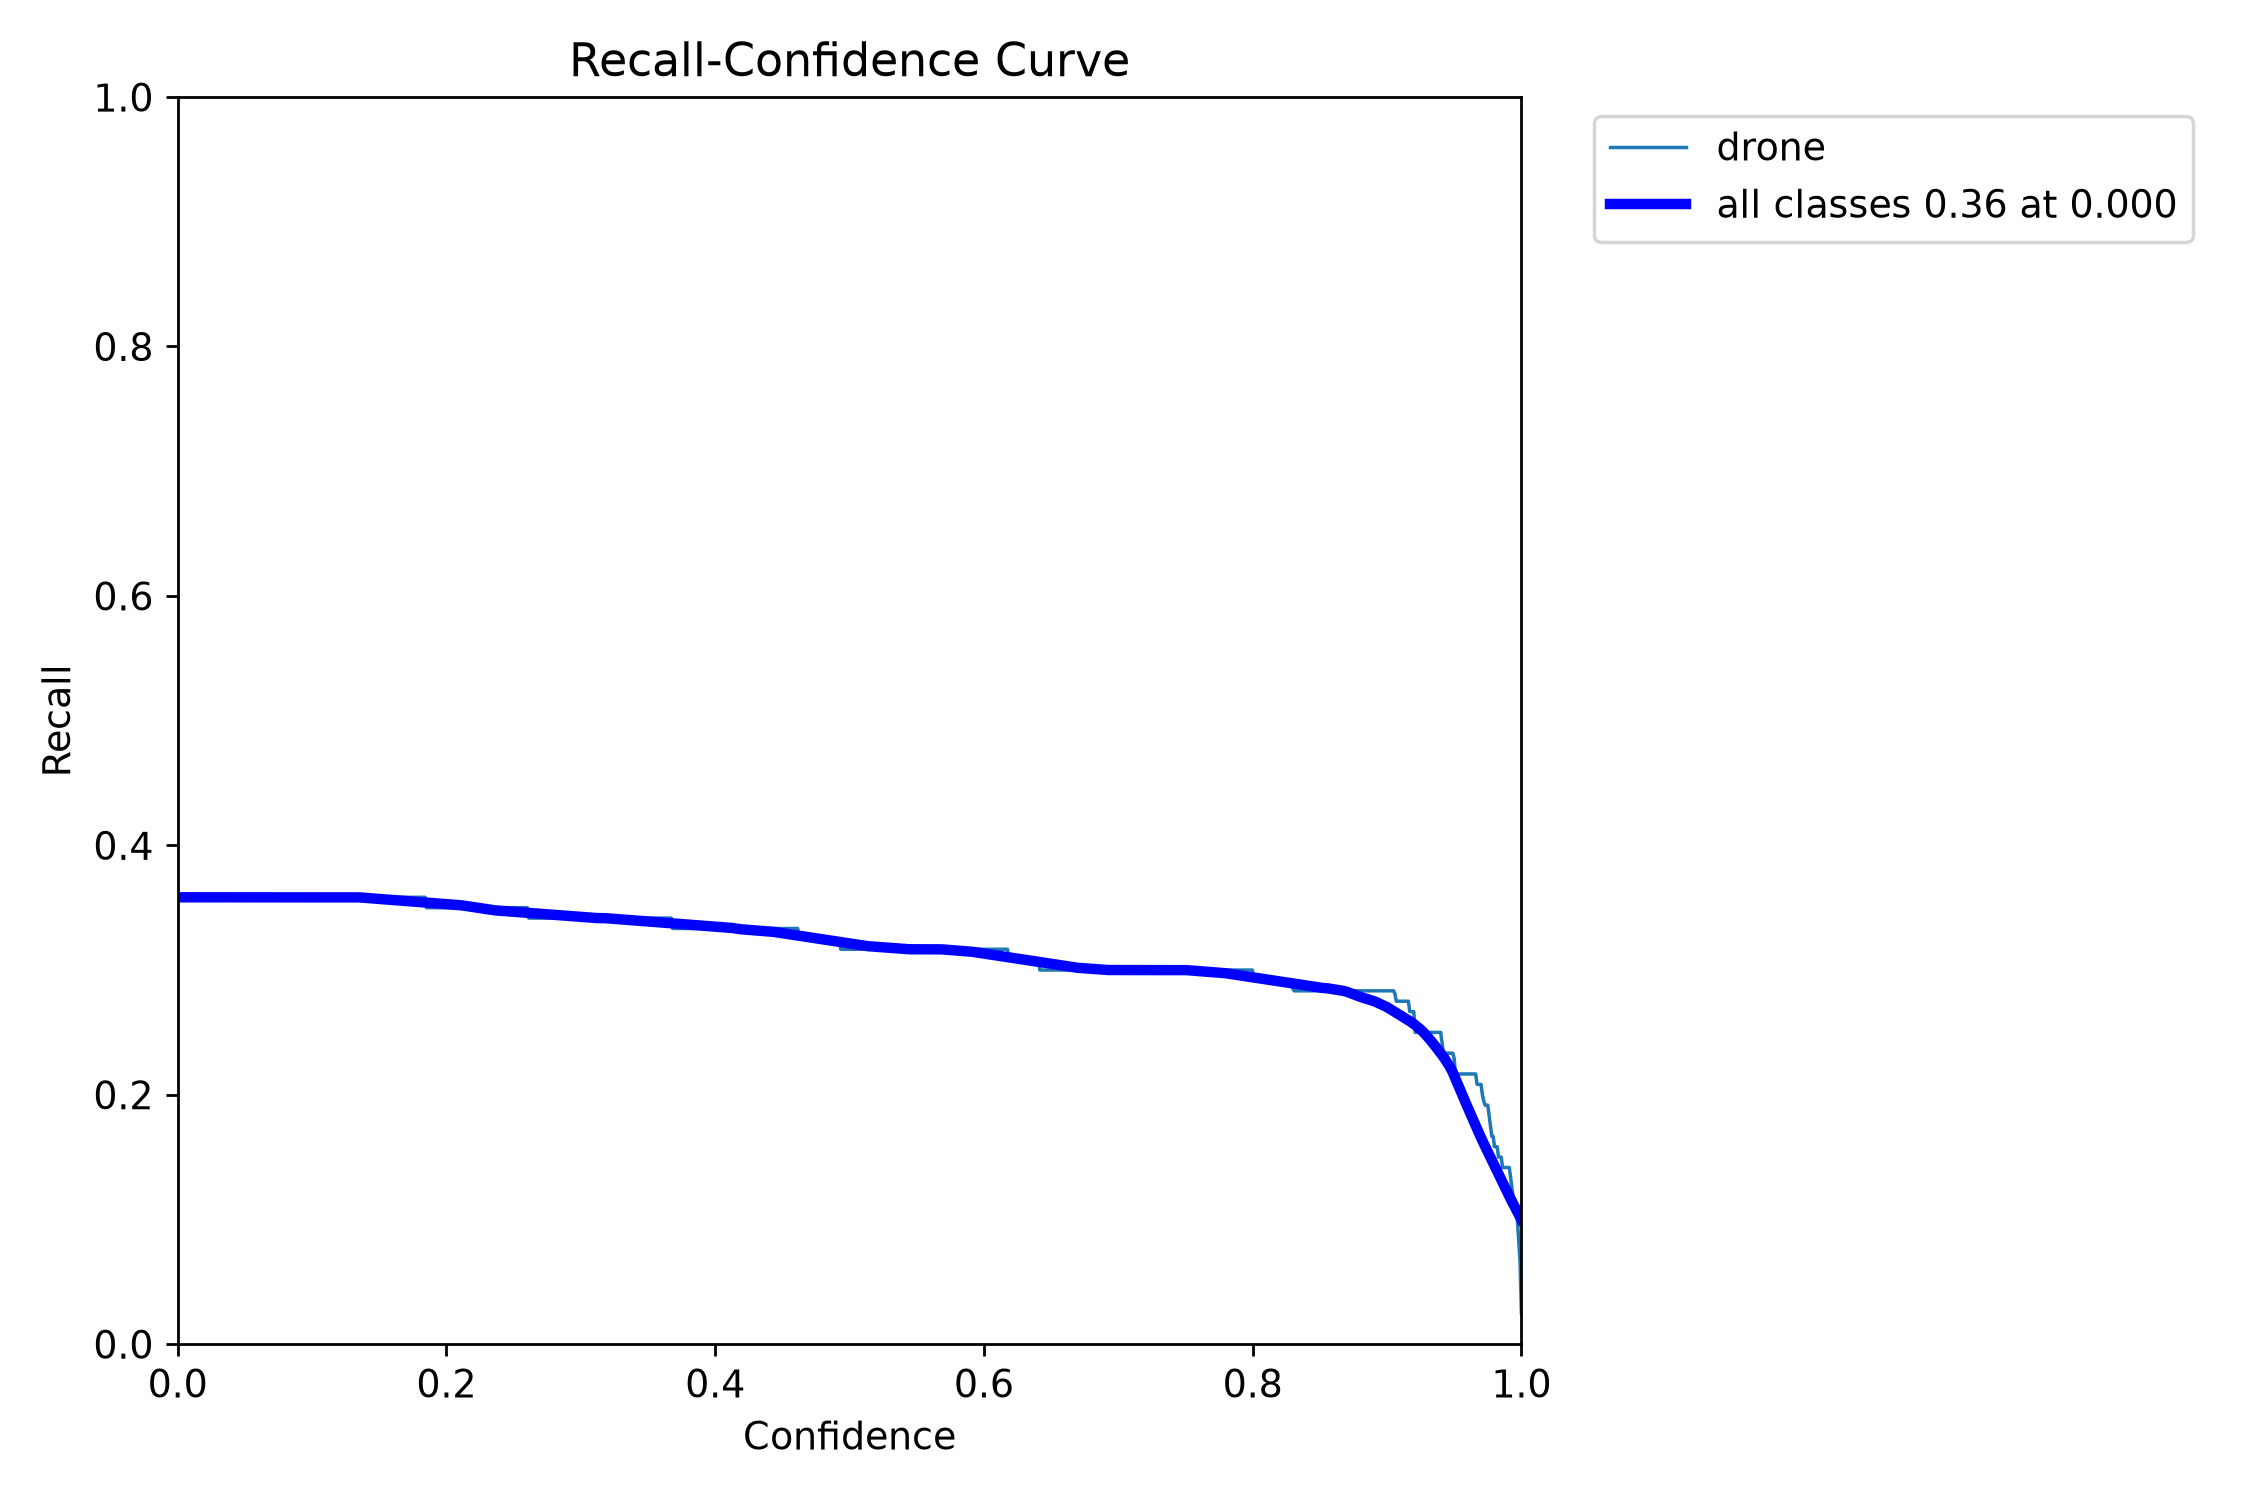 Recall-Confidence Curve
drone
all classes 0.36 at 0.000
1.0
0.8
0.6
0.4
0.2
0.0
Recall
0.0 0.2 0.4 0.6 0.8 1.0
Confidence